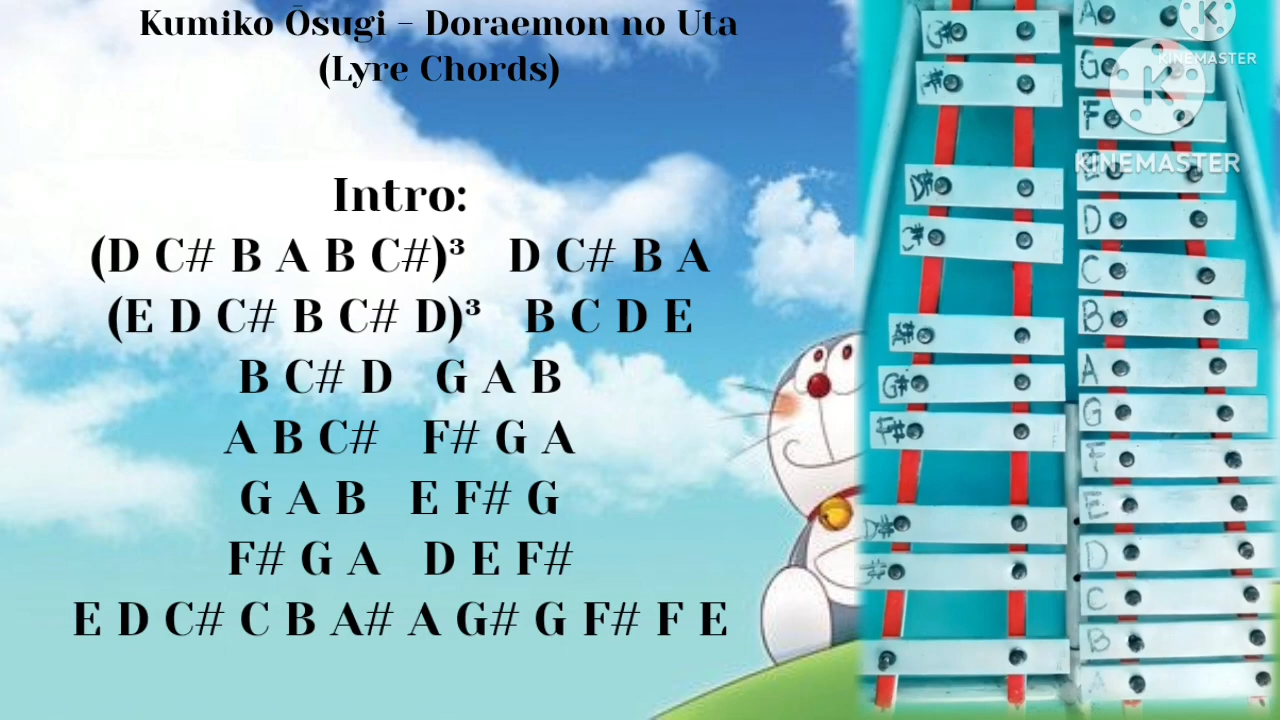 Kumiko Ōsugi - Doraemon no Uta
(Lyre Chords)
Intro:
(D C# B A B C#)³ D C# B A
(E D C# B C# D)³ B C D E
B C# D G A B
A B C# F# G A
G A B E F# G
F# G A D E F#
E D C# C B A# A G# G F# F E
KINEMASTER
KINEMASTER
A
G
F
E
D
C
B
A
G
F
E
D
C
B
A
G#